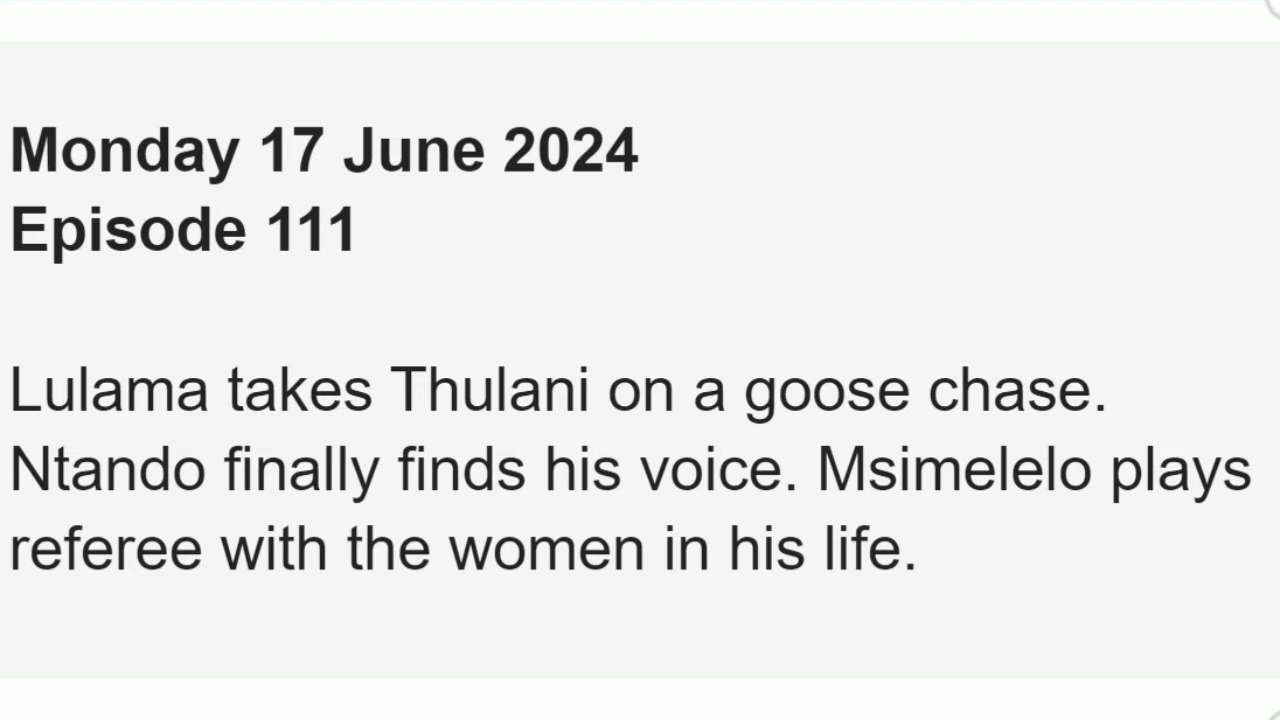 Monday 17 June 2024
Episode 111
Lulama takes Thulani on a goose chase.
Ntando finally finds his voice. Msimelelo plays
referee with the women in his life.